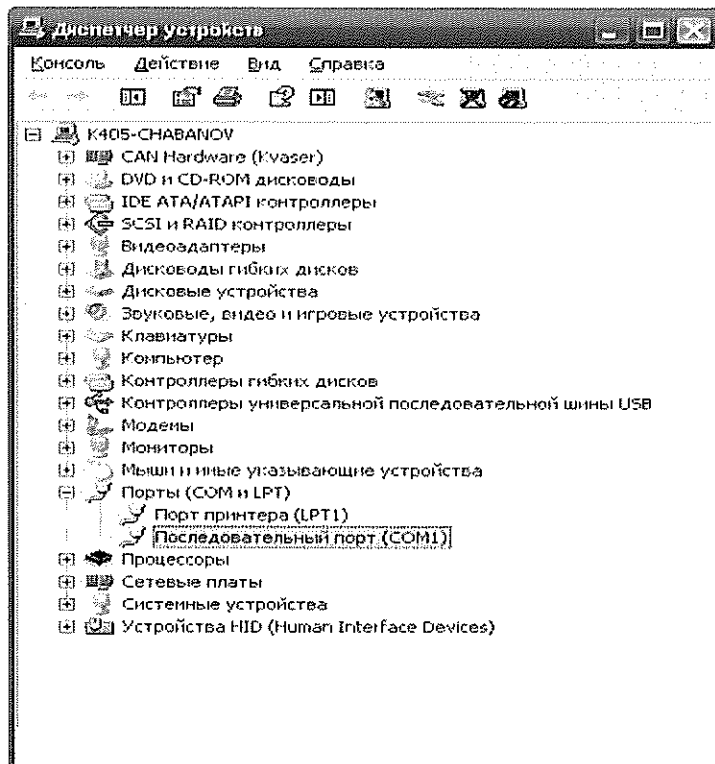 Диспетчер устройств
Консоль Действие Вид Справка
K405-CHABANOV
CAN Hardware (Kvaser)
DVD и CD-ROM дисководы
IDE ATA/ATAPI контроллеры
SCSI и RAID контроллеры
Видеоадаптеры
Дисководы гибких дисков
Дисковые устройства
Звуковые, видео и игровые устройства
Клавиатуры
Компьютер
Контроллеры гибких дисков
Контроллеры универсальной последовательной шины USB
Модемы
Мониторы
Мыши и иные указывающие устройства
Порты (COM и LPT)
Порт принтера (LPT1)
Последовательный порт (COM1)
Процессоры
Сетевые платы
Системные устройства
Устройства HID (Human Interface Devices)